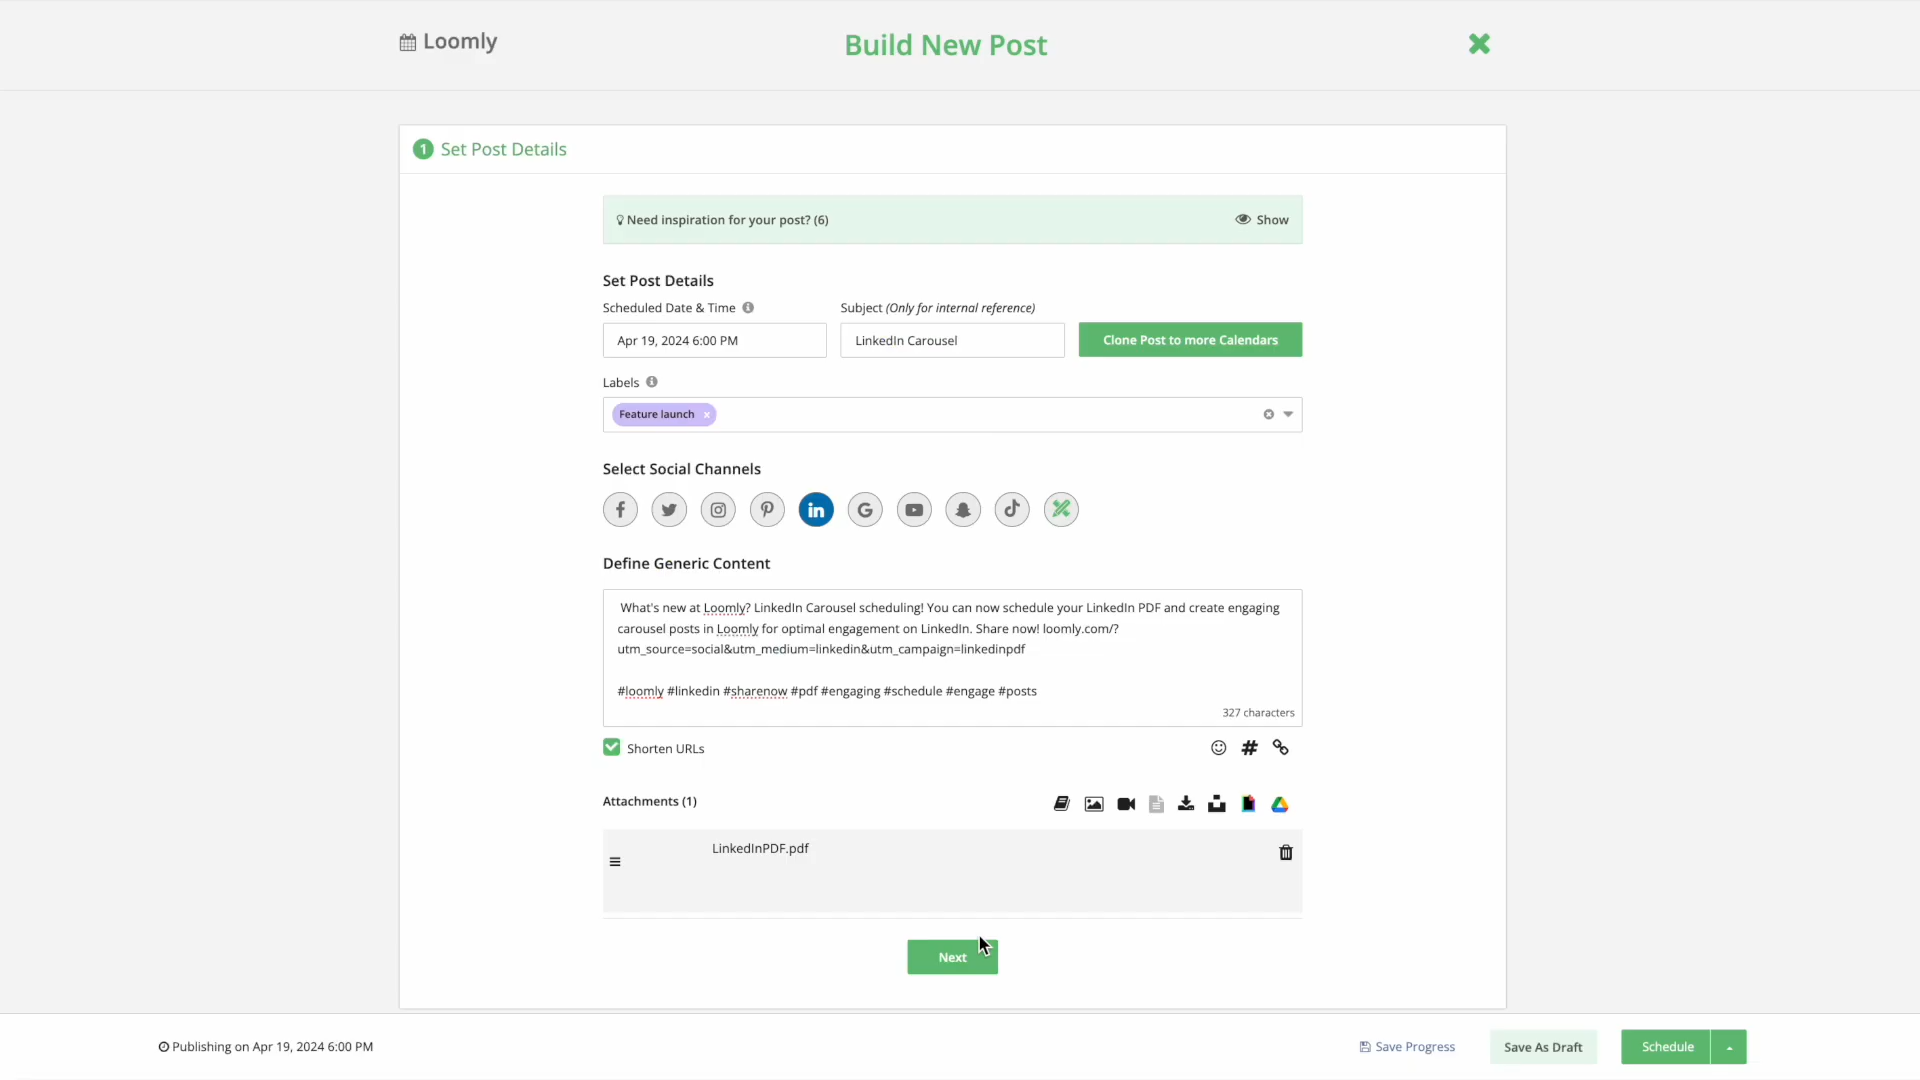 Loomly
Build New Post
1 Set Post Details
Need inspiration for your post? (6)
Show
Set Post Details
Scheduled Date & Time
Subject (Only for internal reference)
Apr 19, 2024 6:00 PM
LinkedIn Carousel
Clone Post to more Calendars
Labels
Feature launch ×
Select Social Channels
Define Generic Content
What's new at Loomly? LinkedIn Carousel scheduling! You can now schedule your LinkedIn PDF and create engaging
carousel posts in Loomly for optimal engagement on LinkedIn. Share now! loomly.com/?
utm_source=social&utm_medium=linkedin&utm_campaign=linkedinpdf
#loomly #linkedin #sharenow #pdf #engaging #schedule #engage #posts
327 characters
Shorten URLs
Attachments (1)
LinkedInPDF.pdf
Next
Publishing on Apr 19, 2024 6:00 PM
Save Progress
Save As Draft
Schedule